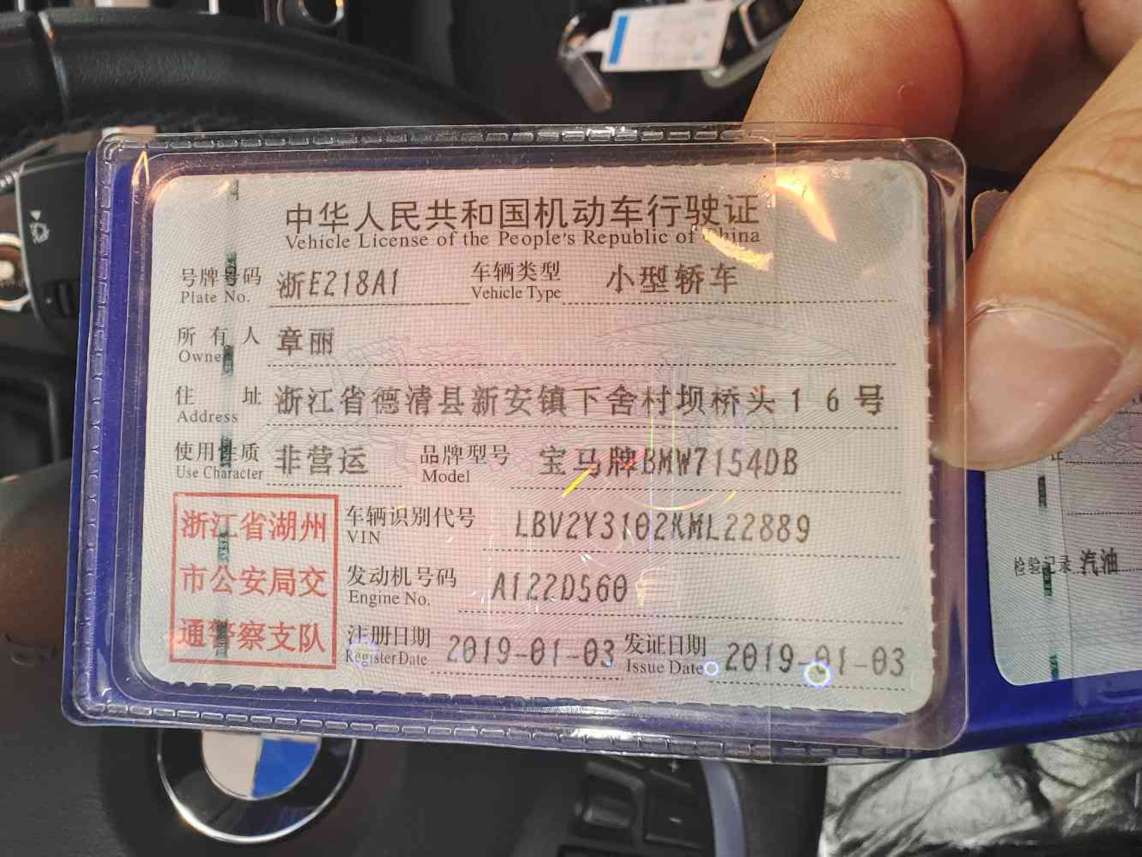 中华人民共和国机动车行驶证
Vehicle License of the People's Republic of China
号牌号码 浙E218A1 车辆类型 小型轿车
Plate No. Vehicle Type
所有人 章丽
Owner
住址 浙江省德清县新安镇下舍村坝桥头16号
Address
使用性质 非营运 品牌型号 宝马牌BMW7154DB
Use Character Model
浙江省湖州
市公安局交
通警察支队
车辆识别代号 LBV2Y3102KML22889
VIN
发动机号码 A122D560
Engine No.
注册日期 2019-01-03 发证日期 2019-01-03
Register Date Issue Date
检验记录 汽油